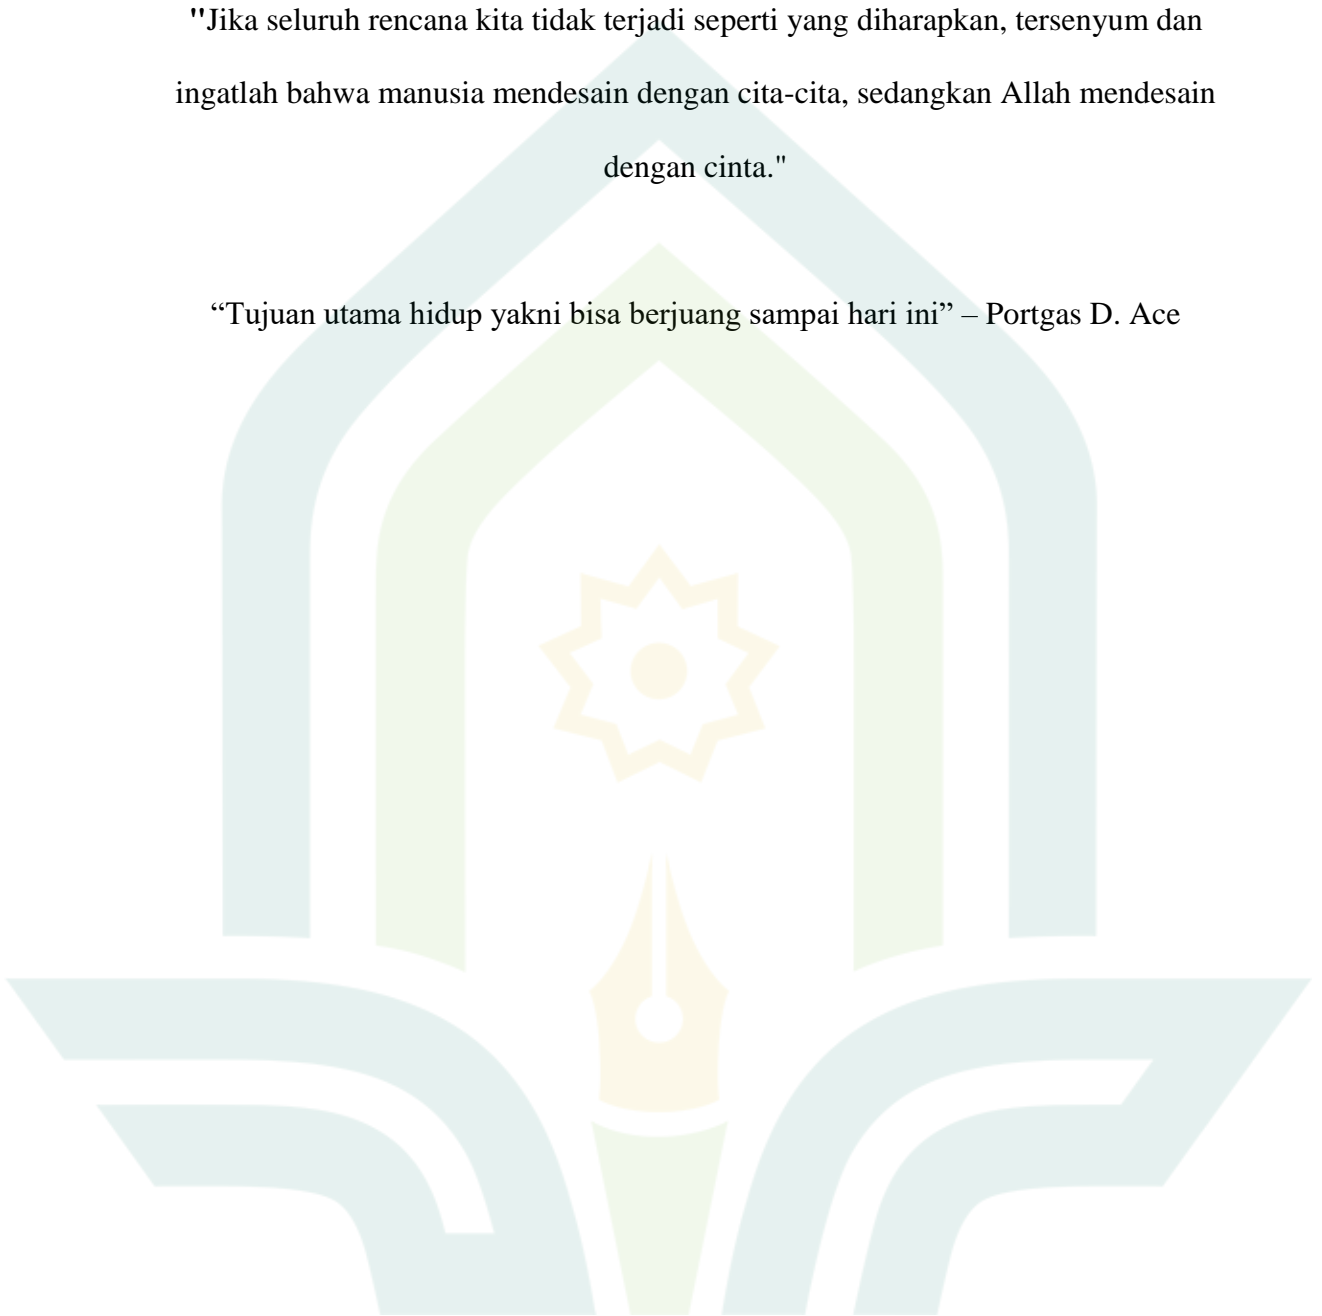 "Jika seluruh rencana kita tidak terjadi seperti yang diharapkan, tersenyum dan
ingatlah bahwa manusia mendesain dengan cita-cita, sedangkan Allah mendesain
dengan cinta."
“Tujuan utama hidup yakni bisa berjuang sampai hari ini” – Portgas D. Ace